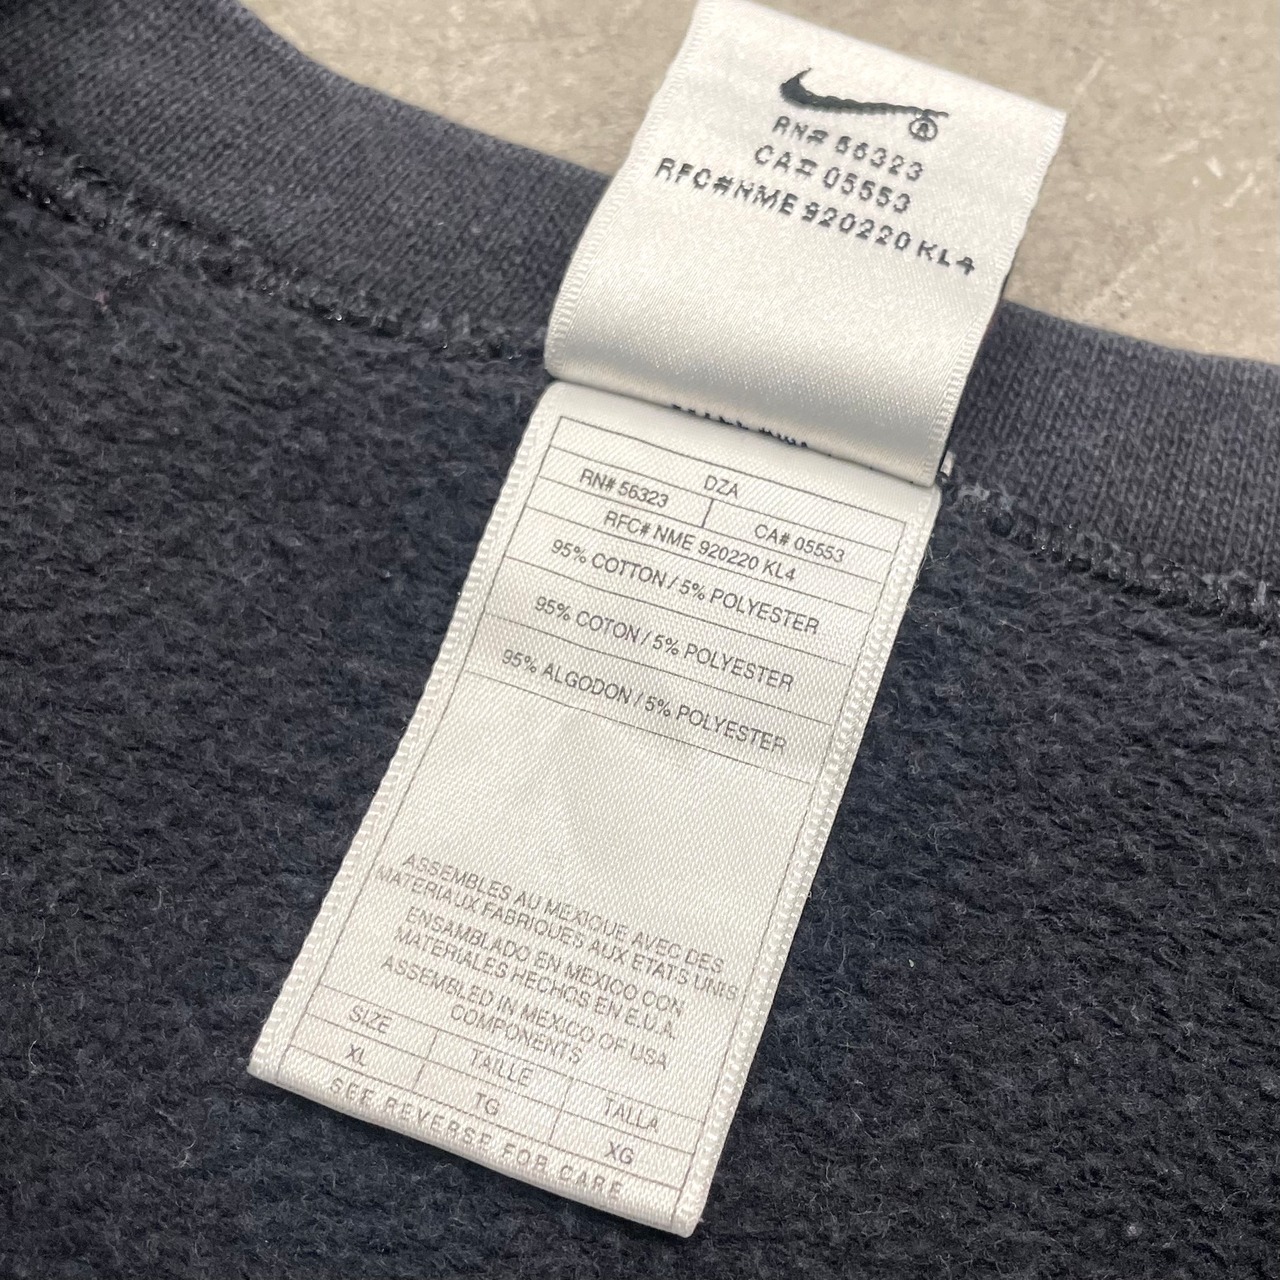 RN# 56323
CA# 05553
RFC#NME 920220 KL4
DZA
RN# 56323
CA# 05553
RFC# NME 920220 KL4
95% COTTON / 5% POLYESTER
95% COTON / 5% POLYESTER
95% ALGODON / 5% POLYESTER
ASSEMBLES AU MEXIQUE AVEC DES
MATERIAUX FABRIQUES AUX ETATS UNIS
ENSAMBLADO EN MEXICO CON
MATERIALES HECHOS EN E.U.A.
ASSEMBLED IN MEXICO OF USA
COMPONENTS
SIZE TAILLE TALLA
XL TG XG
SEE REVERSE FOR CARE